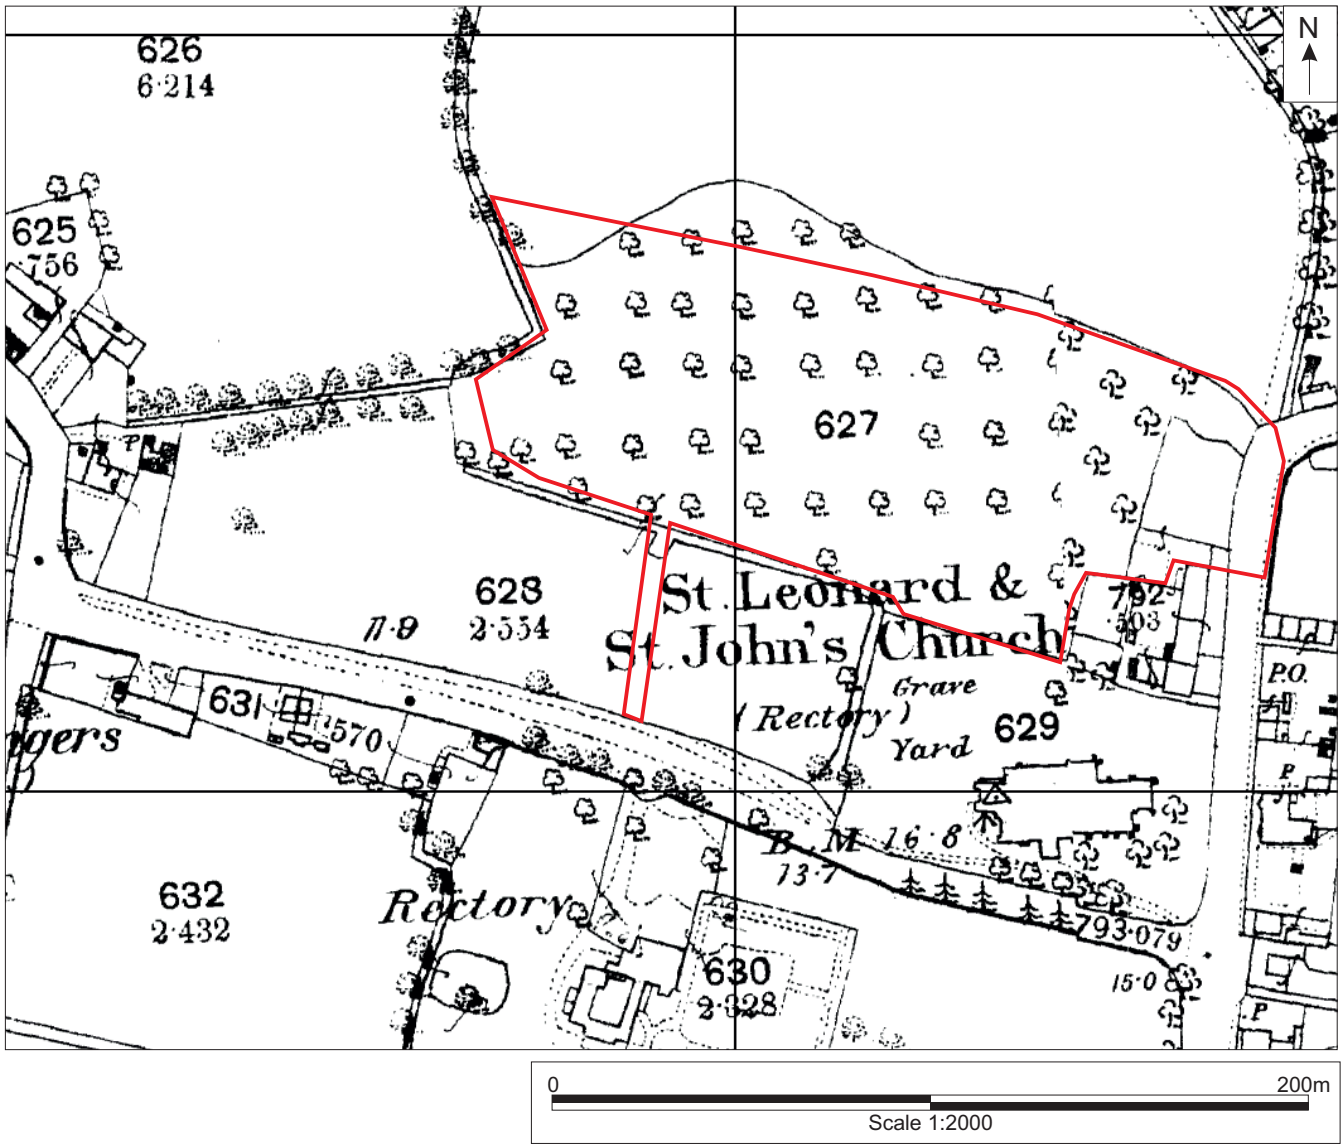 N
626
6·214
625
·756
627
P
628
2·554
11·9
St. Leonard &
St. John's Church
(Rectory)
Grave
Yard
629
792
·503
P.O.
P.
631
·570
B.M. 16·8
13·7
632
2·432
Rectory
630
2·328
793·079
15·0
P
0
200m
Scale 1:2000